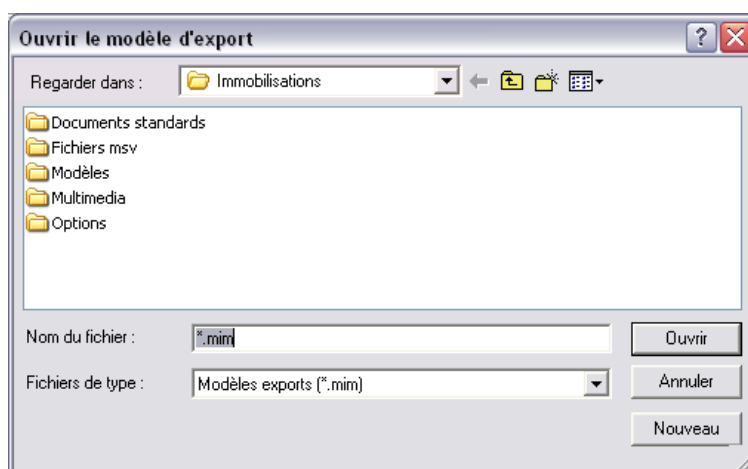 Ouvrir le modèle d'export
Regarder dans : Immobilisations
Documents standards
Fichiers msv
Modèles
Multimedia
Options
Nom du fichier : *.mim Ouvrir
Fichiers de type : Modèles exports (*.mim) Annuler
Nouveau